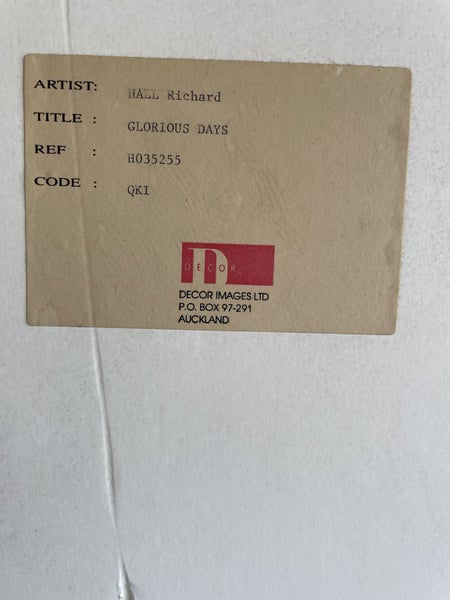 ARTIST: HALL Richard
TITLE : GLORIOUS DAYS
REF : H035255
CODE : QKI
D
DECOR
DECOR IMAGES LTD
P.O. BOX 97-291
AUCKLAND